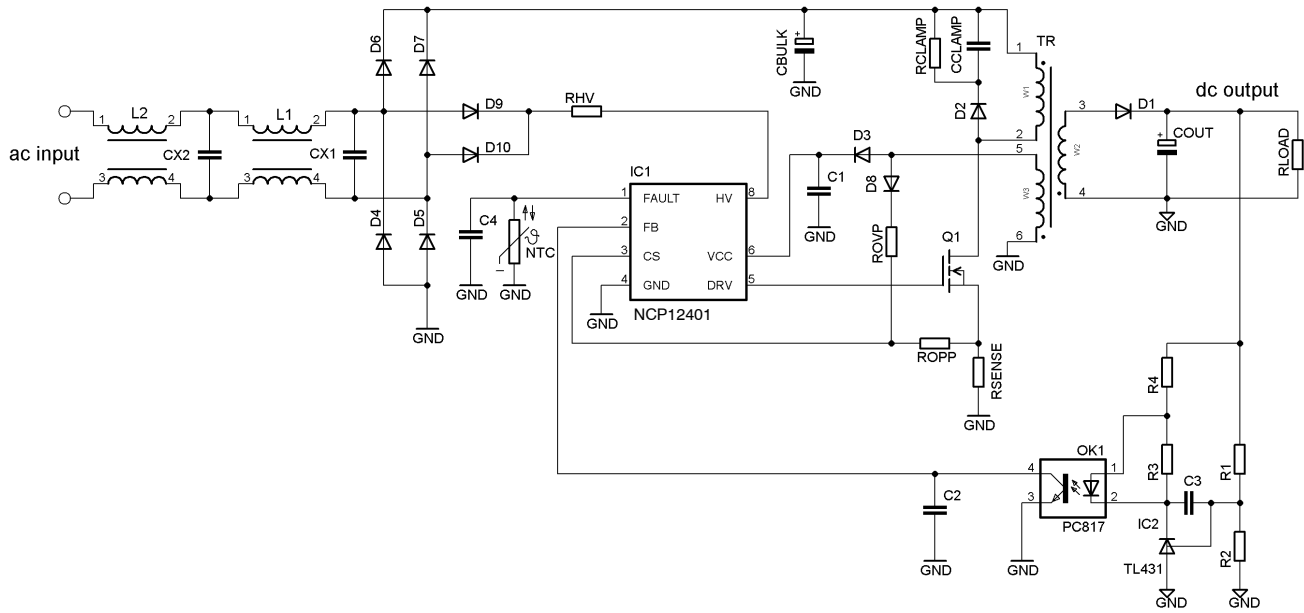 D6
D7
CBULK
+
GND
RCLAMP
CCLAMP
TR
1
W1
2
D2
L2
1
2
3
4
CX2
L1
1
2
3
4
CX1
ac input
D9
D10
RHV
D4
D5
GND
C4
GND
NTC
ϑ
GND
IC1
1
FAULT
HV
8
2
FB
3
CS
VCC
6
4
GND
DRV
5
NCP12401
GND
D3
C1
GND
D8
ROVP
5
W3
6
GND
Q1
ROPP
RSENSE
GND
3
W2
4
D1
dc output
+
COUT
GND
RLOAD
R4
R3
R1
OK1
4
1
3
2
PC817
C3
IC2
TL431
R2
C2
GND
GND
GND
GND